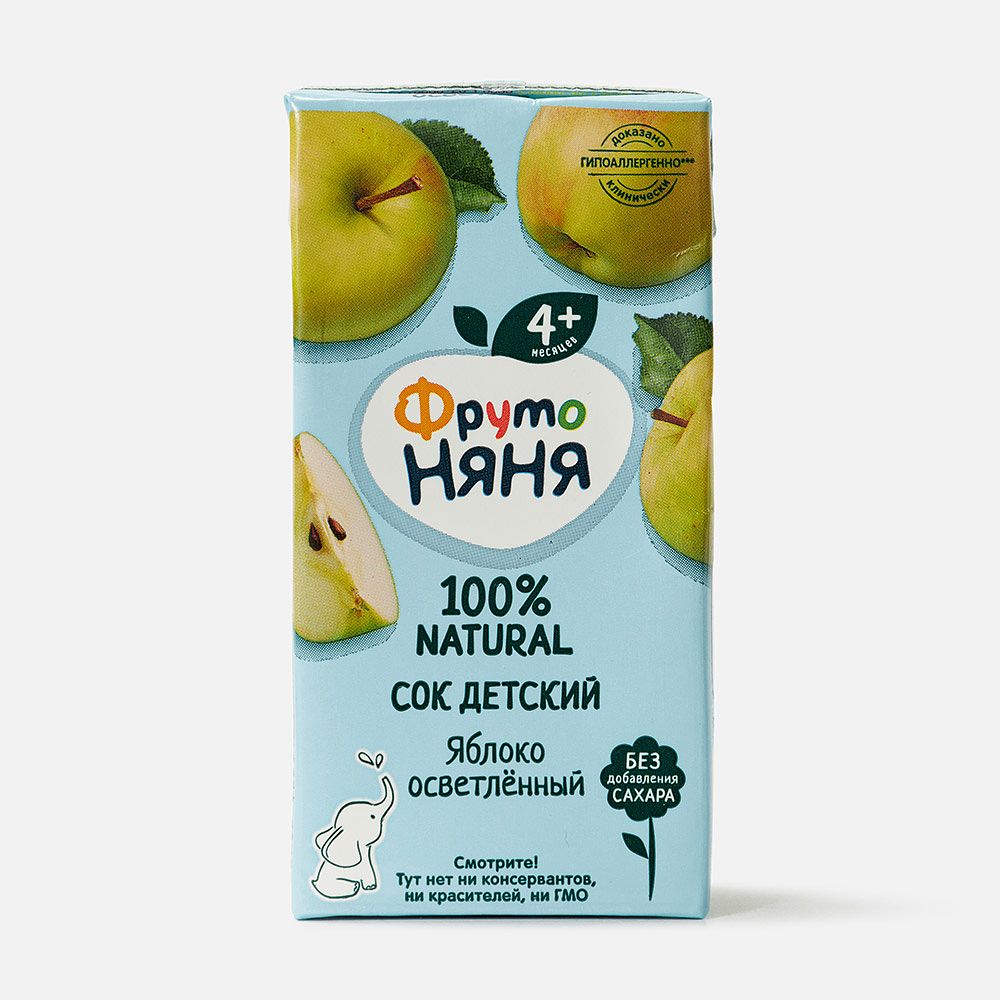 доказано
ГИПОАЛЛЕРГЕННО***
клинически
4+
месяцев
Фруто
НЯНЯ
100%
NATURAL
СОК ДЕТСКИЙ
Яблоко
осветлённый
БЕЗ
добавления
САХАРА
Смотрите!
Тут нет ни консервантов,
ни красителей, ни ГМО